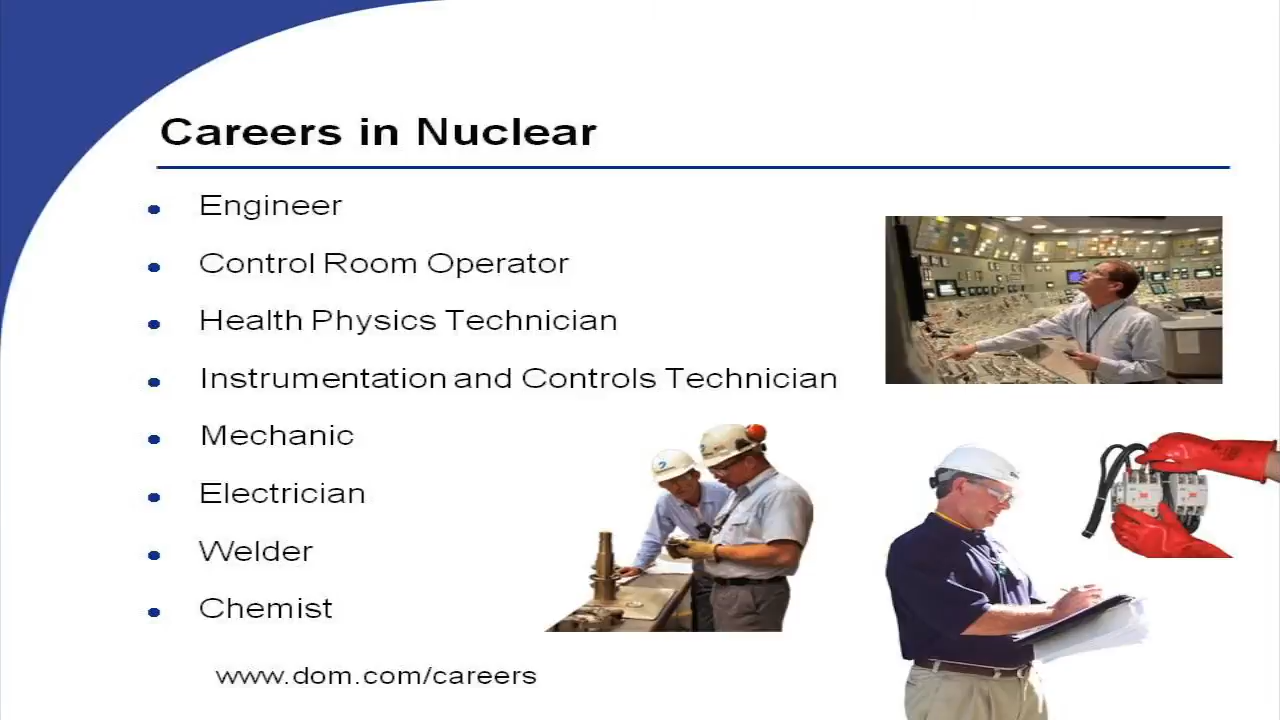 Careers in Nuclear
Engineer
Control Room Operator
Health Physics Technician
Instrumentation and Controls Technician
Mechanic
Electrician
Welder
Chemist
www.dom.com/careers